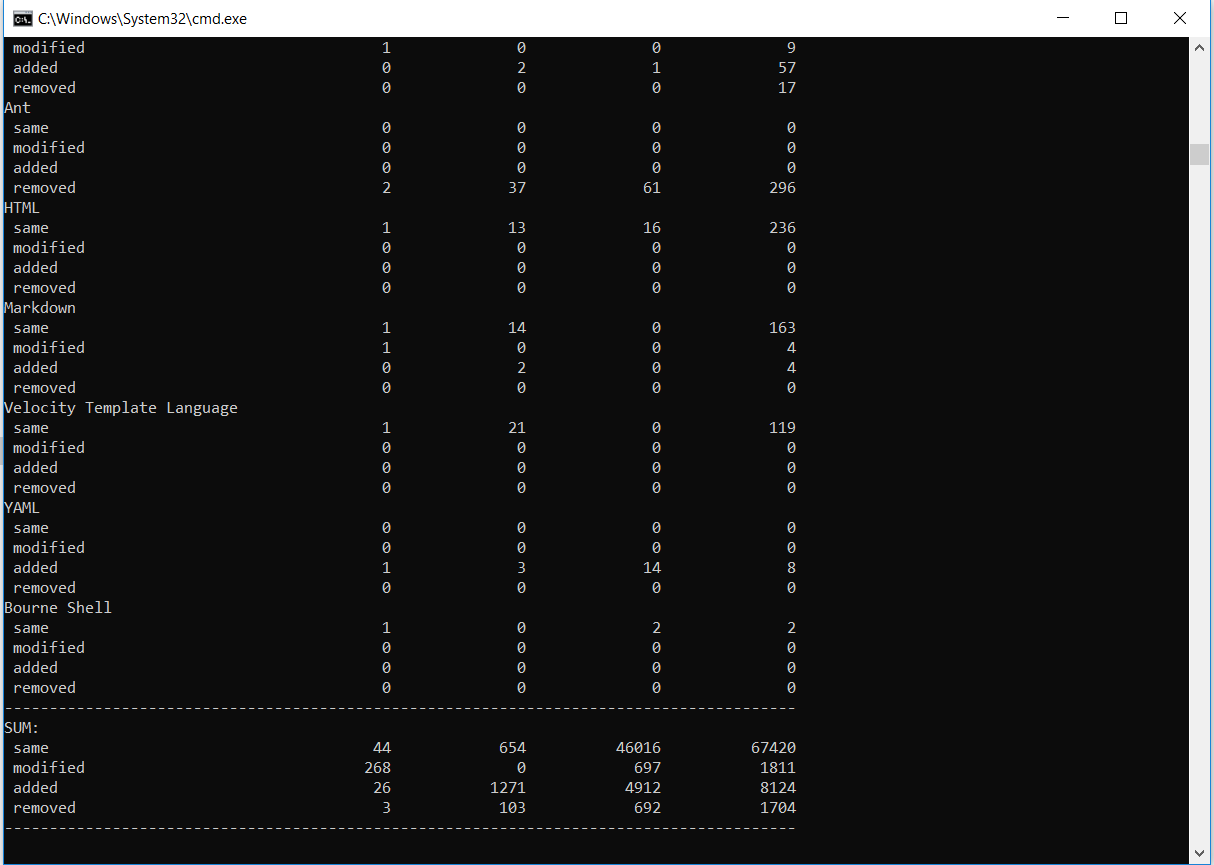 C:\Windows\System32\cmd.exe
modified 1 0 0 9
added 0 2 1 57
removed 0 0 0 17
Ant
same 0 0 0 0
modified 0 0 0 0
added 0 0 0 0
removed 2 37 61 296
HTML
same 1 13 16 236
modified 0 0 0 0
added 0 0 0 0
removed 0 0 0 0
Markdown
same 1 14 0 163
modified 1 0 0 4
added 0 2 0 4
removed 0 0 0 0
Velocity Template Language
same 1 21 0 119
modified 0 0 0 0
added 0 0 0 0
removed 0 0 0 0
YAML
same 0 0 0 0
modified 0 0 0 0
added 1 3 14 8
removed 0 0 0 0
Bourne Shell
same 1 0 2 2
modified 0 0 0 0
added 0 0 0 0
removed 0 0 0 0
----------------------------------------------------------------------------------------
SUM:
same 44 654 46016 67420
modified 268 0 697 1811
added 26 1271 4912 8124
removed 3 103 692 1704
----------------------------------------------------------------------------------------